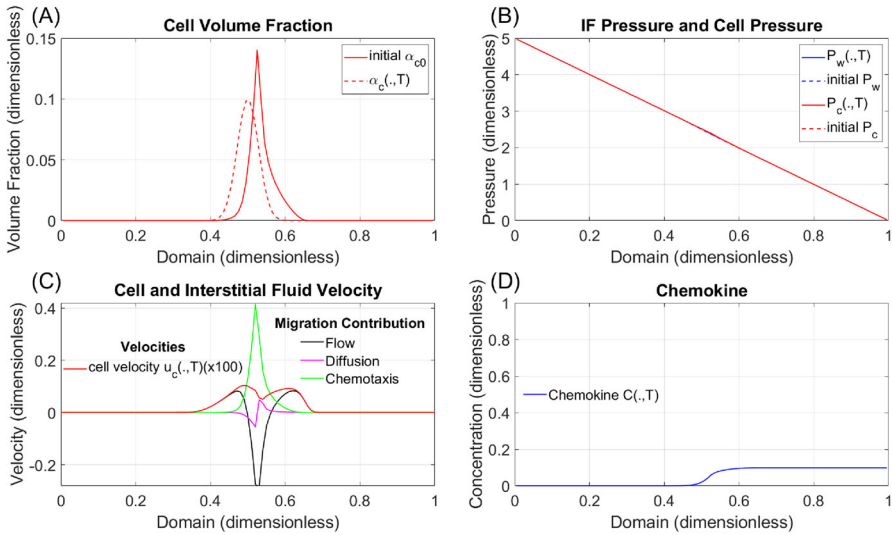 (A)
Cell Volume Fraction
Volume Fraction (dimensionless)
0.15
0.1
0.05
0
initial α_c0
α_c(.,T)
0 0.2 0.4 0.6 0.8 1
Domain (dimensionless)
(B)
IF Pressure and Cell Pressure
Pressure (dimensionless)
5
4
3
2
1
0
P_w(.,T)
initial P_w
P_c(.,T)
initial P_c
0 0.2 0.4 0.6 0.8 1
Domain (dimensionless)
(C)
Cell and Interstitial Fluid Velocity
Velocity (dimensionless)
0.4
0.2
0
-0.2
Velocities
cell velocity u_c(.,T)(x100)
Migration Contribution
Flow
Diffusion
Chemotaxis
0 0.2 0.4 0.6 0.8 1
Domain (dimensionless)
(D)
Chemokine
Concentration (dimensionless)
1
0.8
0.6
0.4
0.2
0
Chemokine C(.,T)
0 0.2 0.4 0.6 0.8 1
Domain (dimensionless)